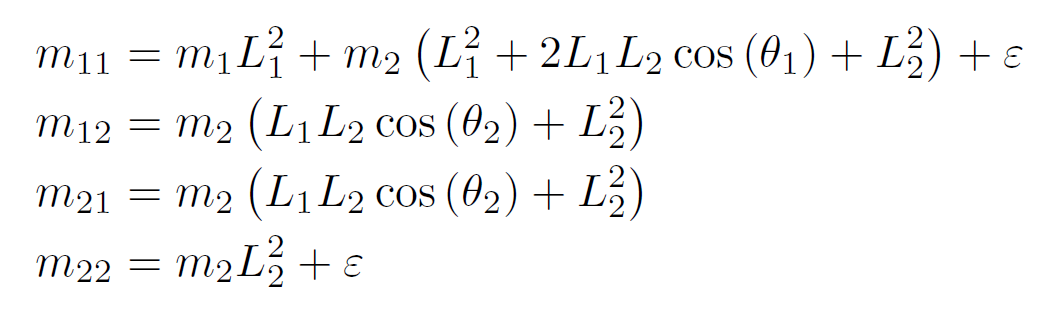 m₁₁ = m₁L₁² + m₂ (L₁² + 2L₁L₂ cos (θ₁) + L₂²) + ε
m₁₂ = m₂ (L₁L₂ cos (θ₂) + L₂²)
m₂₁ = m₂ (L₁L₂ cos (θ₂) + L₂²)
m₂₂ = m₂L₂² + ε